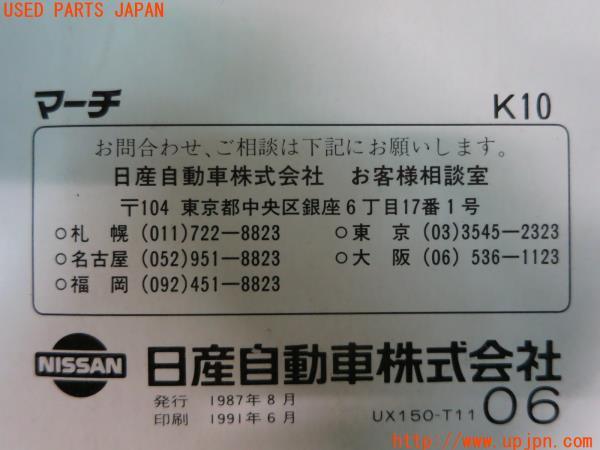 USED PARTS JAPAN
マーチ
K10
お問合わせ、ご相談は下記にお願いします。
日産自動車株式会社 お客様相談室
〒104 東京都中央区銀座6丁目17番1号
○札 幌 (011)722―8823 ○東 京 (03)3545―2323
○名古屋 (052)951―8823 ○大 阪 (06) 536―1123
○福 岡 (092)451―8823
NISSAN 日産自動車株式会社
発行 1987年8月
印刷 1991年6月 UX150-T11 06
http://www.upjpn.com/